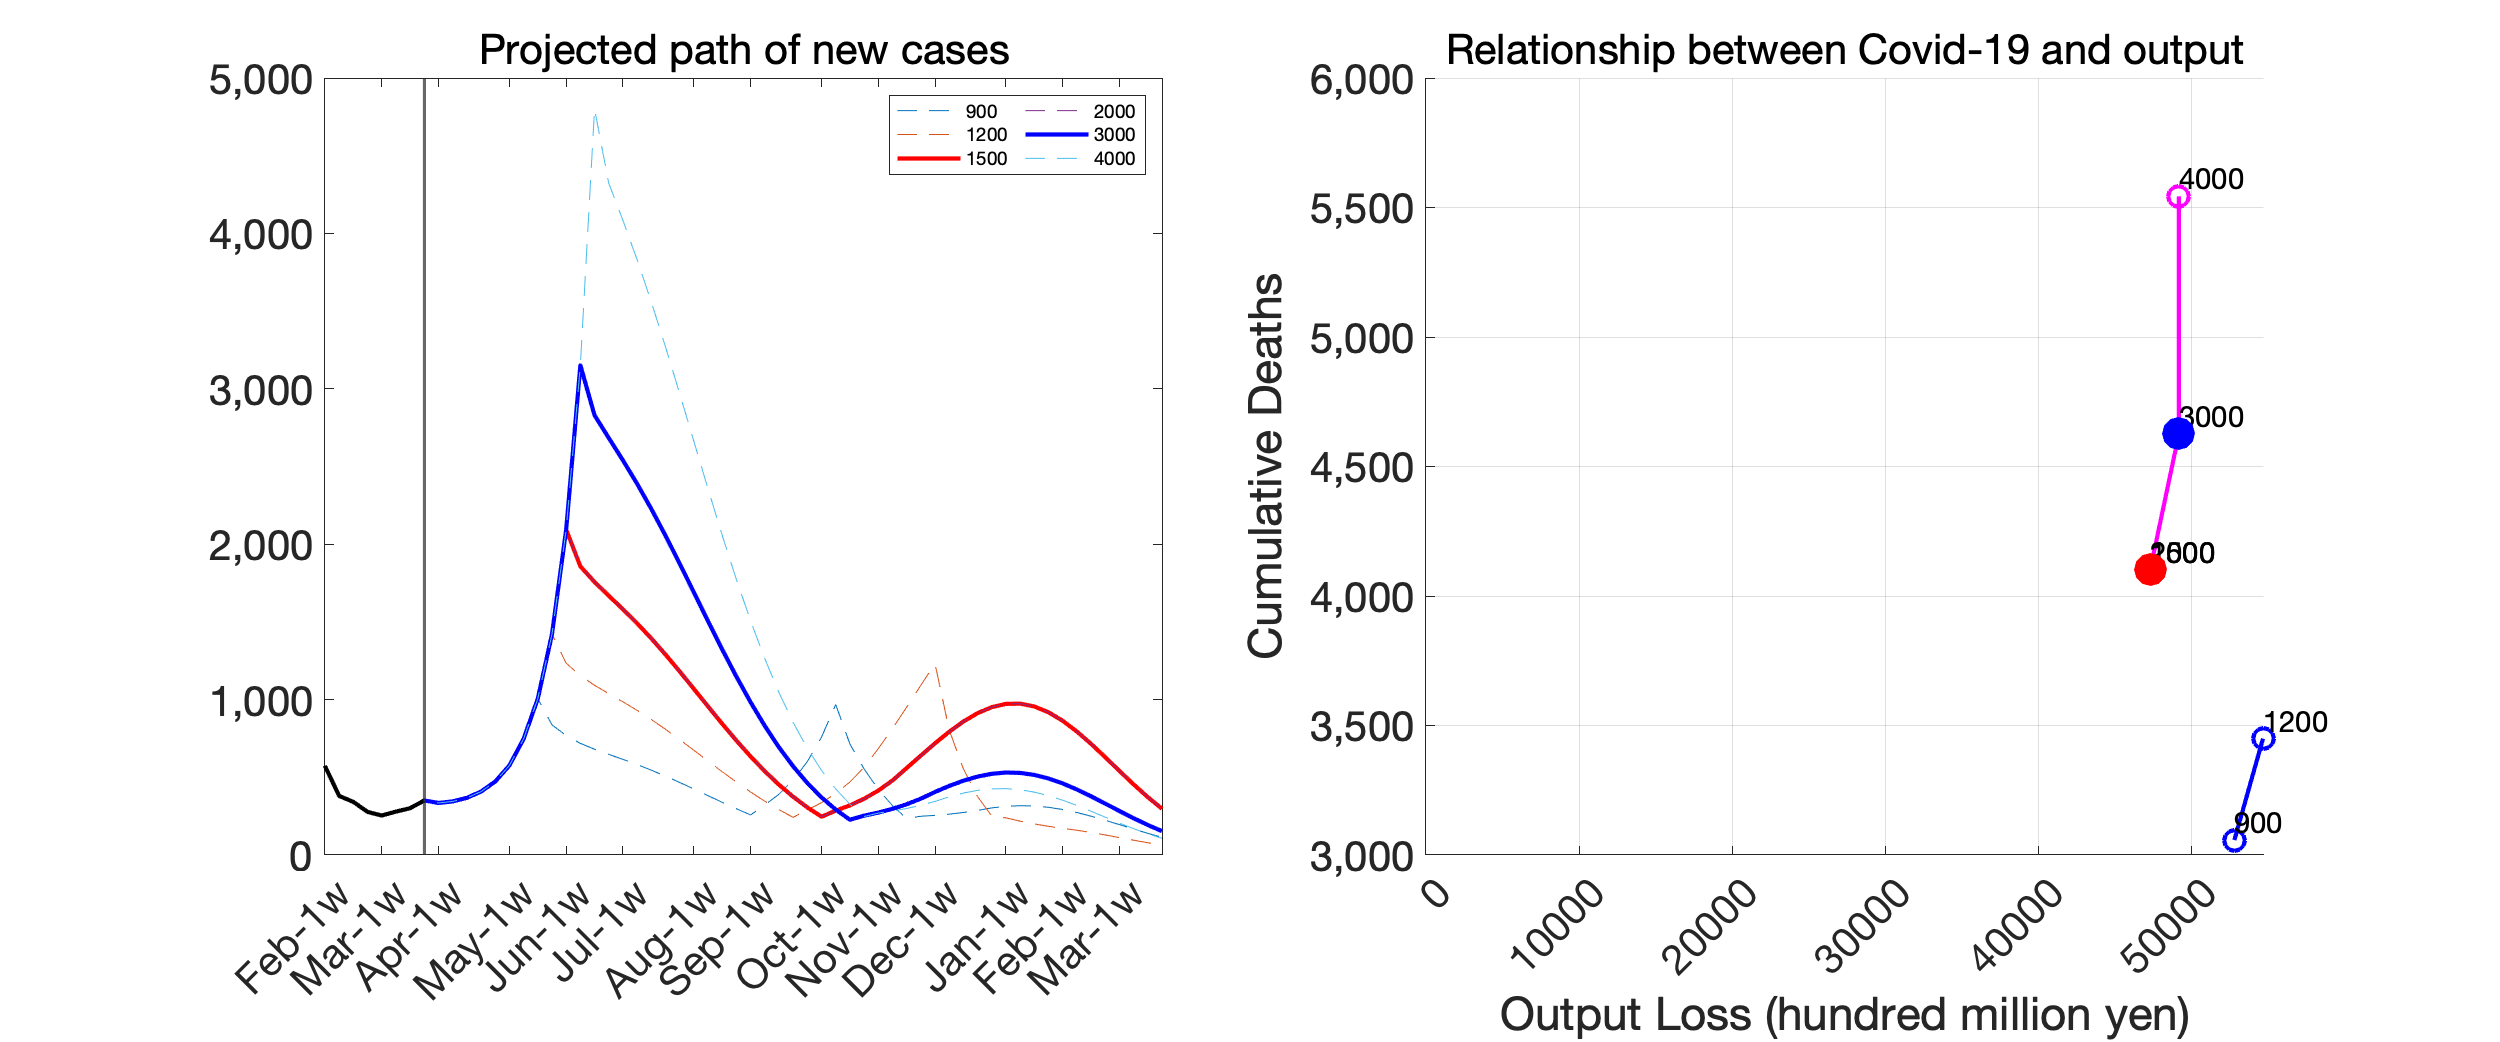 Projected path of new cases
5,000
4,000
3,000
2,000
1,000
0
900
1200
1500
2000
3000
4000
Feb-1w
Mar-1w
Apr-1w
May-1w
Jun-1w
Jul-1w
Aug-1w
Sep-1w
Oct-1w
Nov-1w
Dec-1w
Jan-1w
Feb-1w
Mar-1w
Relationship between Covid-19 and output
Cumulative Deaths
6,000
5,500
5,000
4,500
4,000
3,500
3,000
4000
3000
1200
900
0
10000
20000
30000
40000
50000
Output Loss (hundred million yen)